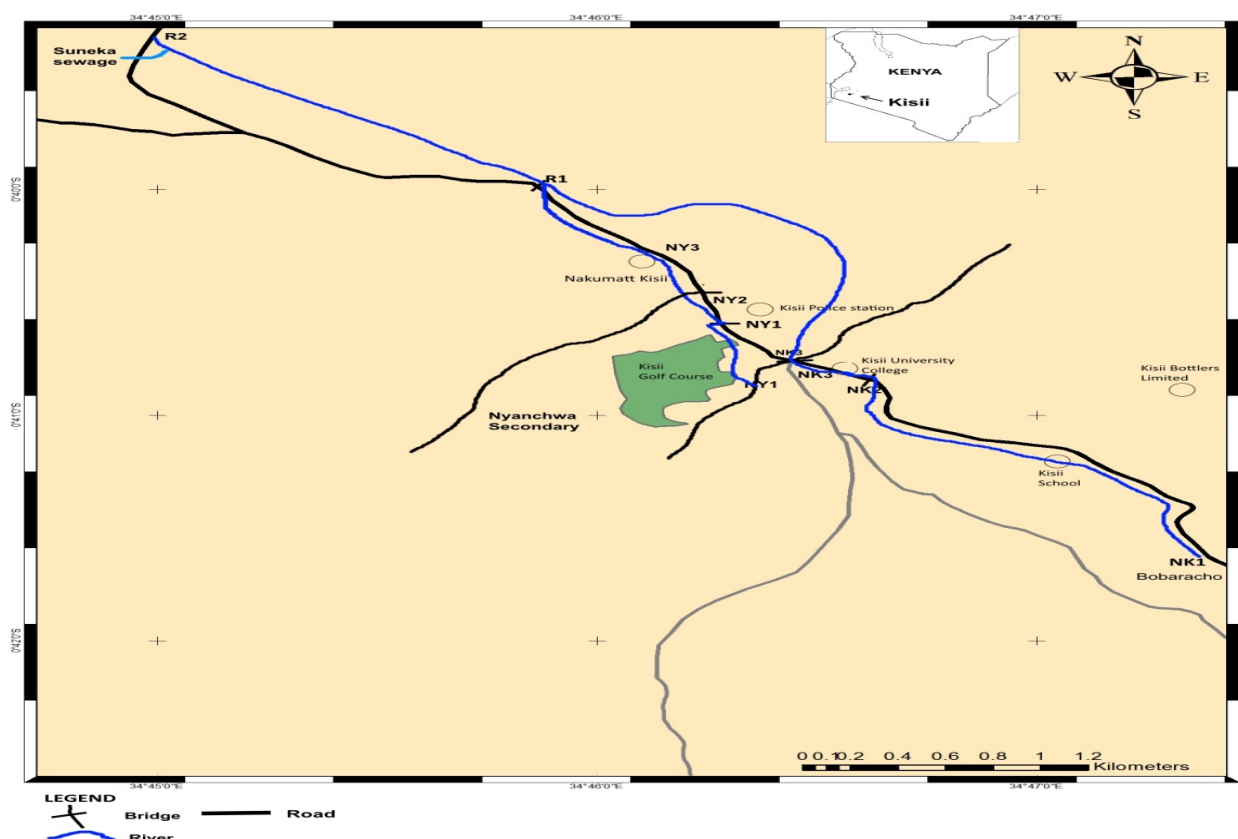 34°45'0"E 34°46'0"E 34°47'0"E
R2
Suneka
sewage
KENYA
Kisii
N
W E
S
0°40'0"S
R1
NY3
Nakumatt Kisii
NY2
Kisii Police station
NY1
NK3
Kisii University
College
NK3
NK2
Kisii
Golf Course
NY1
Kisii Bottlers
Limited
Nyanchwa
Secondary
0°41'0"S
Kisii
School
NK1
Bobaracho
0°42'0"S
0 0.10.2 0.4 0.6 0.8 1 1.2
Kilometers
34°45'0"E 34°46'0"E 34°47'0"E
LEGEND
Bridge Road
River